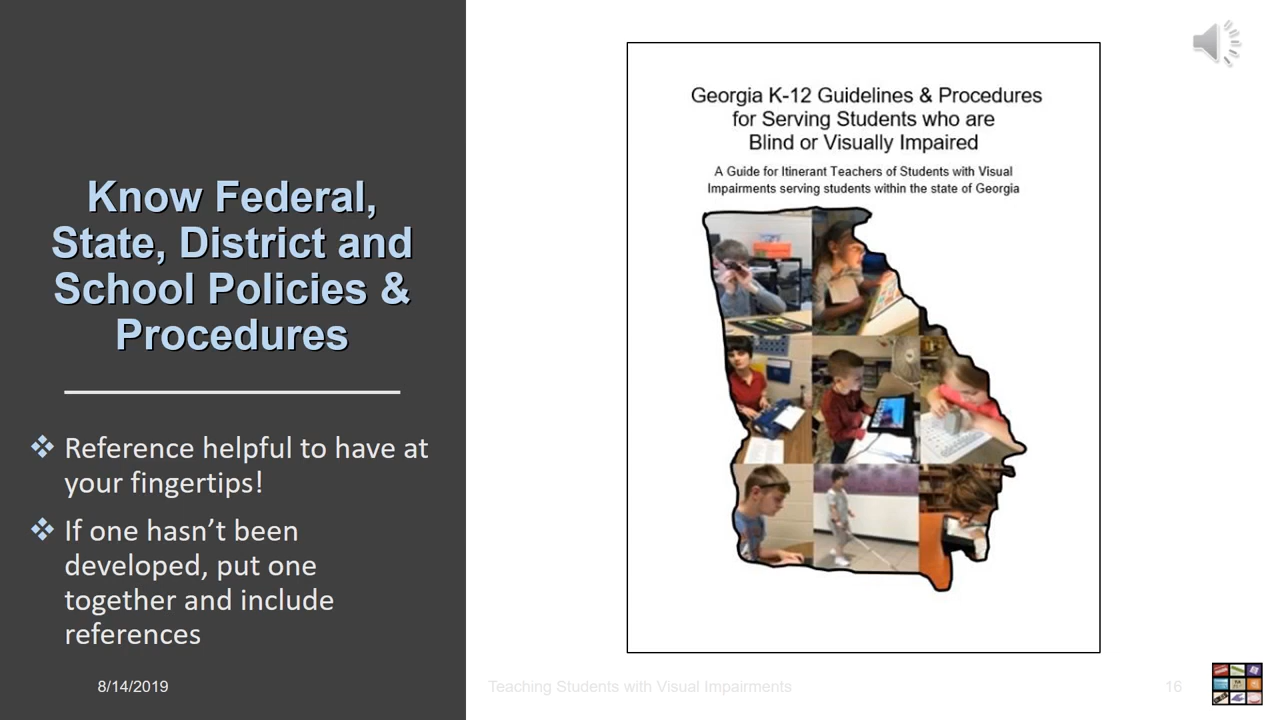 Know Federal,
State, District and
School Policies &
Procedures
❖ Reference helpful to have at
your fingertips!
❖ If one hasn’t been
developed, put one
together and include
references
8/14/2019
Georgia K-12 Guidelines & Procedures
for Serving Students who are
Blind or Visually Impaired
A Guide for Itinerant Teachers of Students with Visual
Impairments serving students within the state of Georgia
Teaching Students with Visual Impairments
16